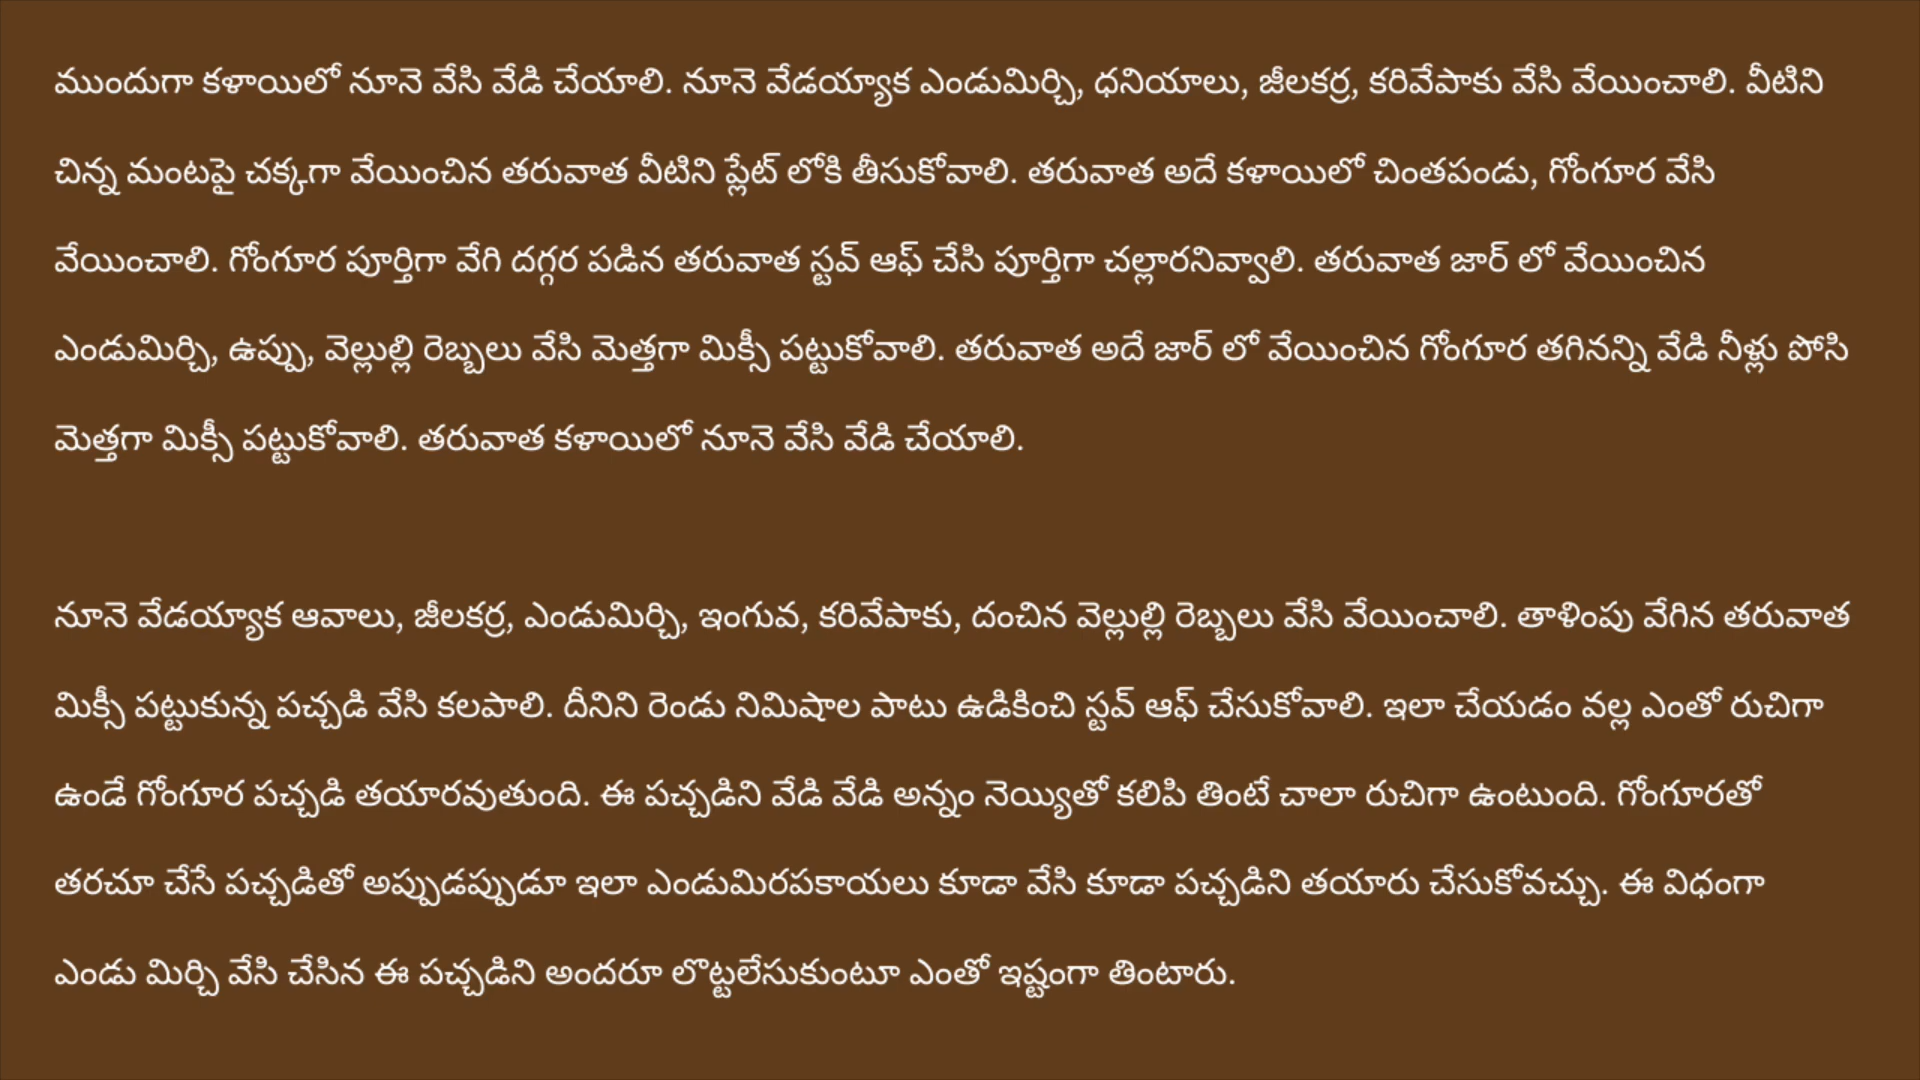 ముందుగా కళాయిలో నూనె వేసి వేడి చేయాలి. నూనె వేడయ్యాక ఎండుమిర్చి, ధనియాలు, జీలకర్ర, కరివేపాకు వేసి వేయించాలి. వీటిని
చిన్న మంటపై చక్కగా వేయించిన తరువాత వీటిని ప్లేట్ లోకి తీసుకోవాలి. తరువాత అదే కళాయిలో చింతపండు, గోంగూర వేసి
వేయించాలి. గోంగూర పూర్తిగా వేగి దగ్గర పడిన తరువాత స్టవ్ ఆఫ్ చేసి పూర్తిగా చల్లారనివ్వాలి. తరువాత జార్ లో వేయించిన
ఎండుమిర్చి, ఉప్పు, వెల్లుల్లి రెబ్బలు వేసి మెత్తగా మిక్సీ పట్టుకోవాలి. తరువాత అదే జార్ లో వేయించిన గోంగూర తగినన్ని వేడి నీళ్లు పోసి
మెత్తగా మిక్సీ పట్టుకోవాలి. తరువాత కళాయిలో నూనె వేసి వేడి చేయాలి.
నూనె వేడయ్యాక ఆవాలు, జీలకర్ర, ఎండుమిర్చి, ఇంగువ, కరివేపాకు, దంచిన వెల్లుల్లి రెబ్బలు వేసి వేయించాలి. తాళింపు వేగిన తరువాత
మిక్సీ పట్టుకున్న పచ్చడి వేసి కలపాలి. దీనిని రెండు నిమిషాల పాటు ఉడికించి స్టవ్ ఆఫ్ చేసుకోవాలి. ఇలా చేయడం వల్ల ఎంతో రుచిగా
ఉండే గోంగూర పచ్చడి తయారవుతుంది. ఈ పచ్చడిని వేడి వేడి అన్నం నెయ్యితో కలిపి తింటే చాలా రుచిగా ఉంటుంది. గోంగూరతో
తరచూ చేసే పచ్చడితో అప్పుడప్పుడూ ఇలా ఎండుమిరపకాయలు కూడా వేసి కూడా పచ్చడిని తయారు చేసుకోవచ్చు. ఈ విధంగా
ఎండు మిర్చి వేసి చేసిన ఈ పచ్చడిని అందరూ లొట్టలేసుకుంటూ ఎంతో ఇష్టంగా తింటారు.